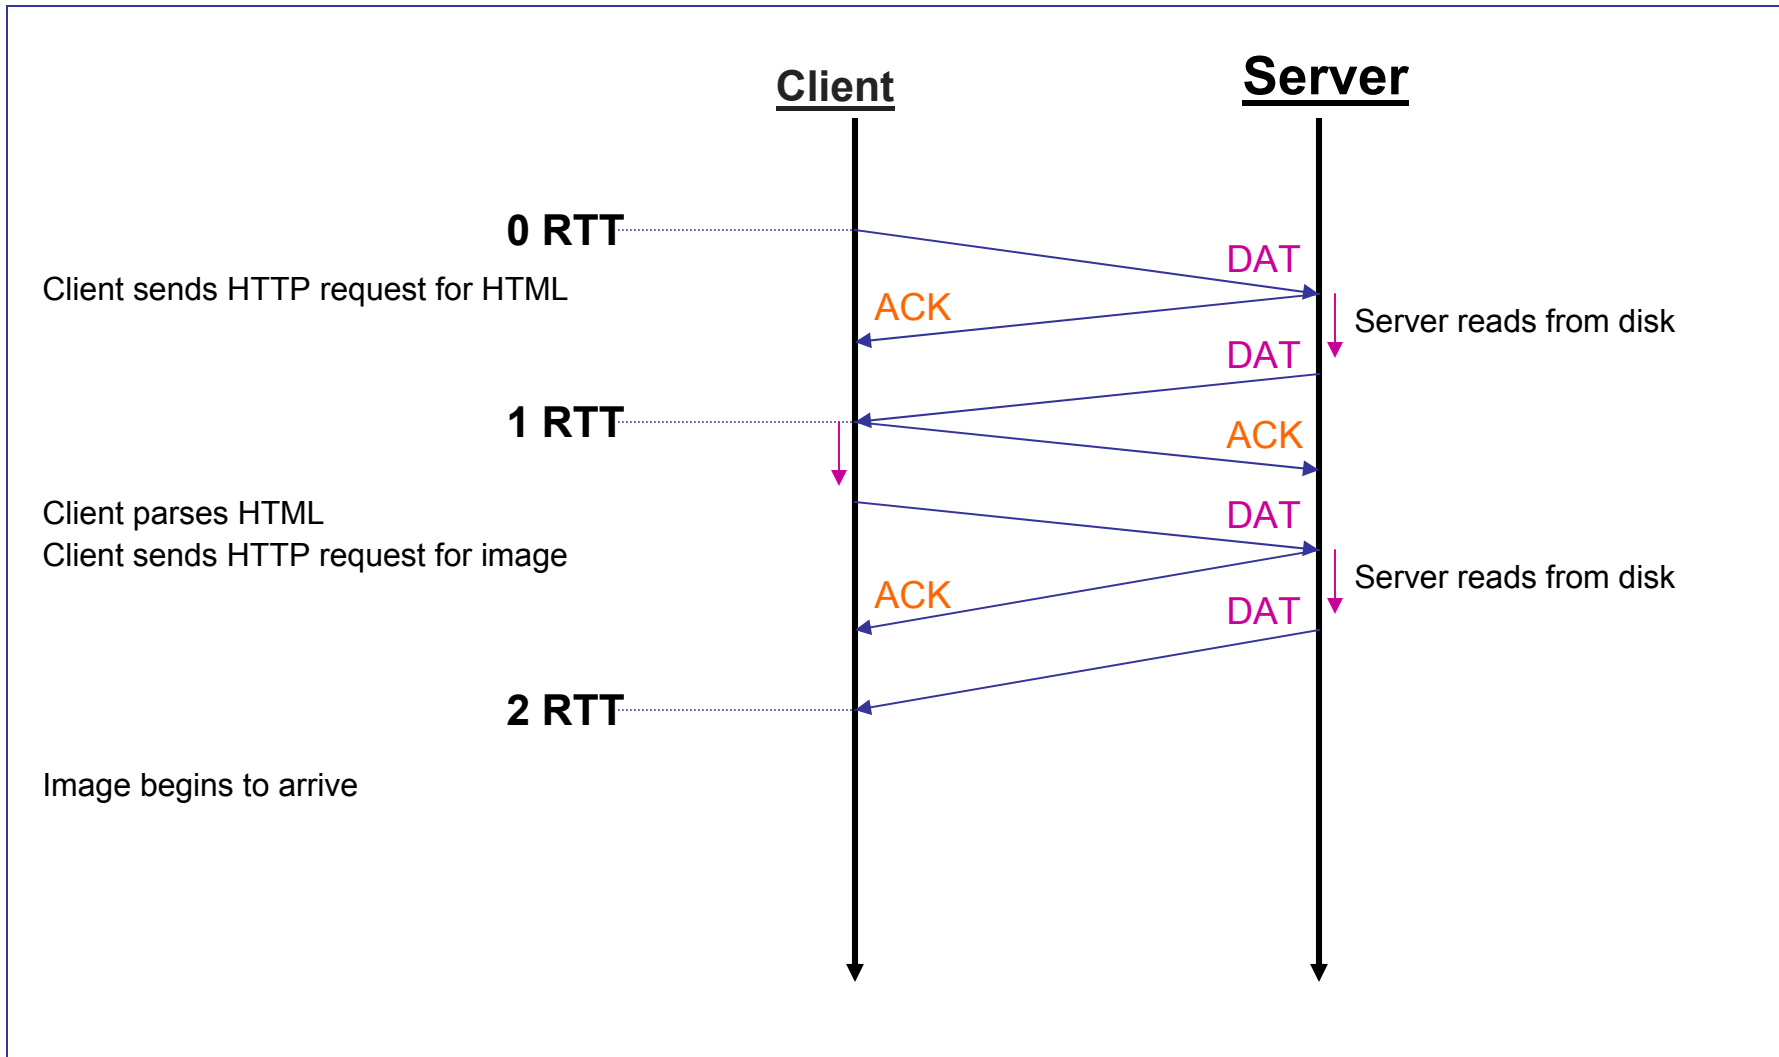 Client
Server
0 RTT
DAT
Client sends HTTP request for HTML
ACK
Server reads from disk
DAT
1 RTT
ACK
Client parses HTML
DAT
Client sends HTTP request for image
Server reads from disk
ACK
DAT
2 RTT
Image begins to arrive